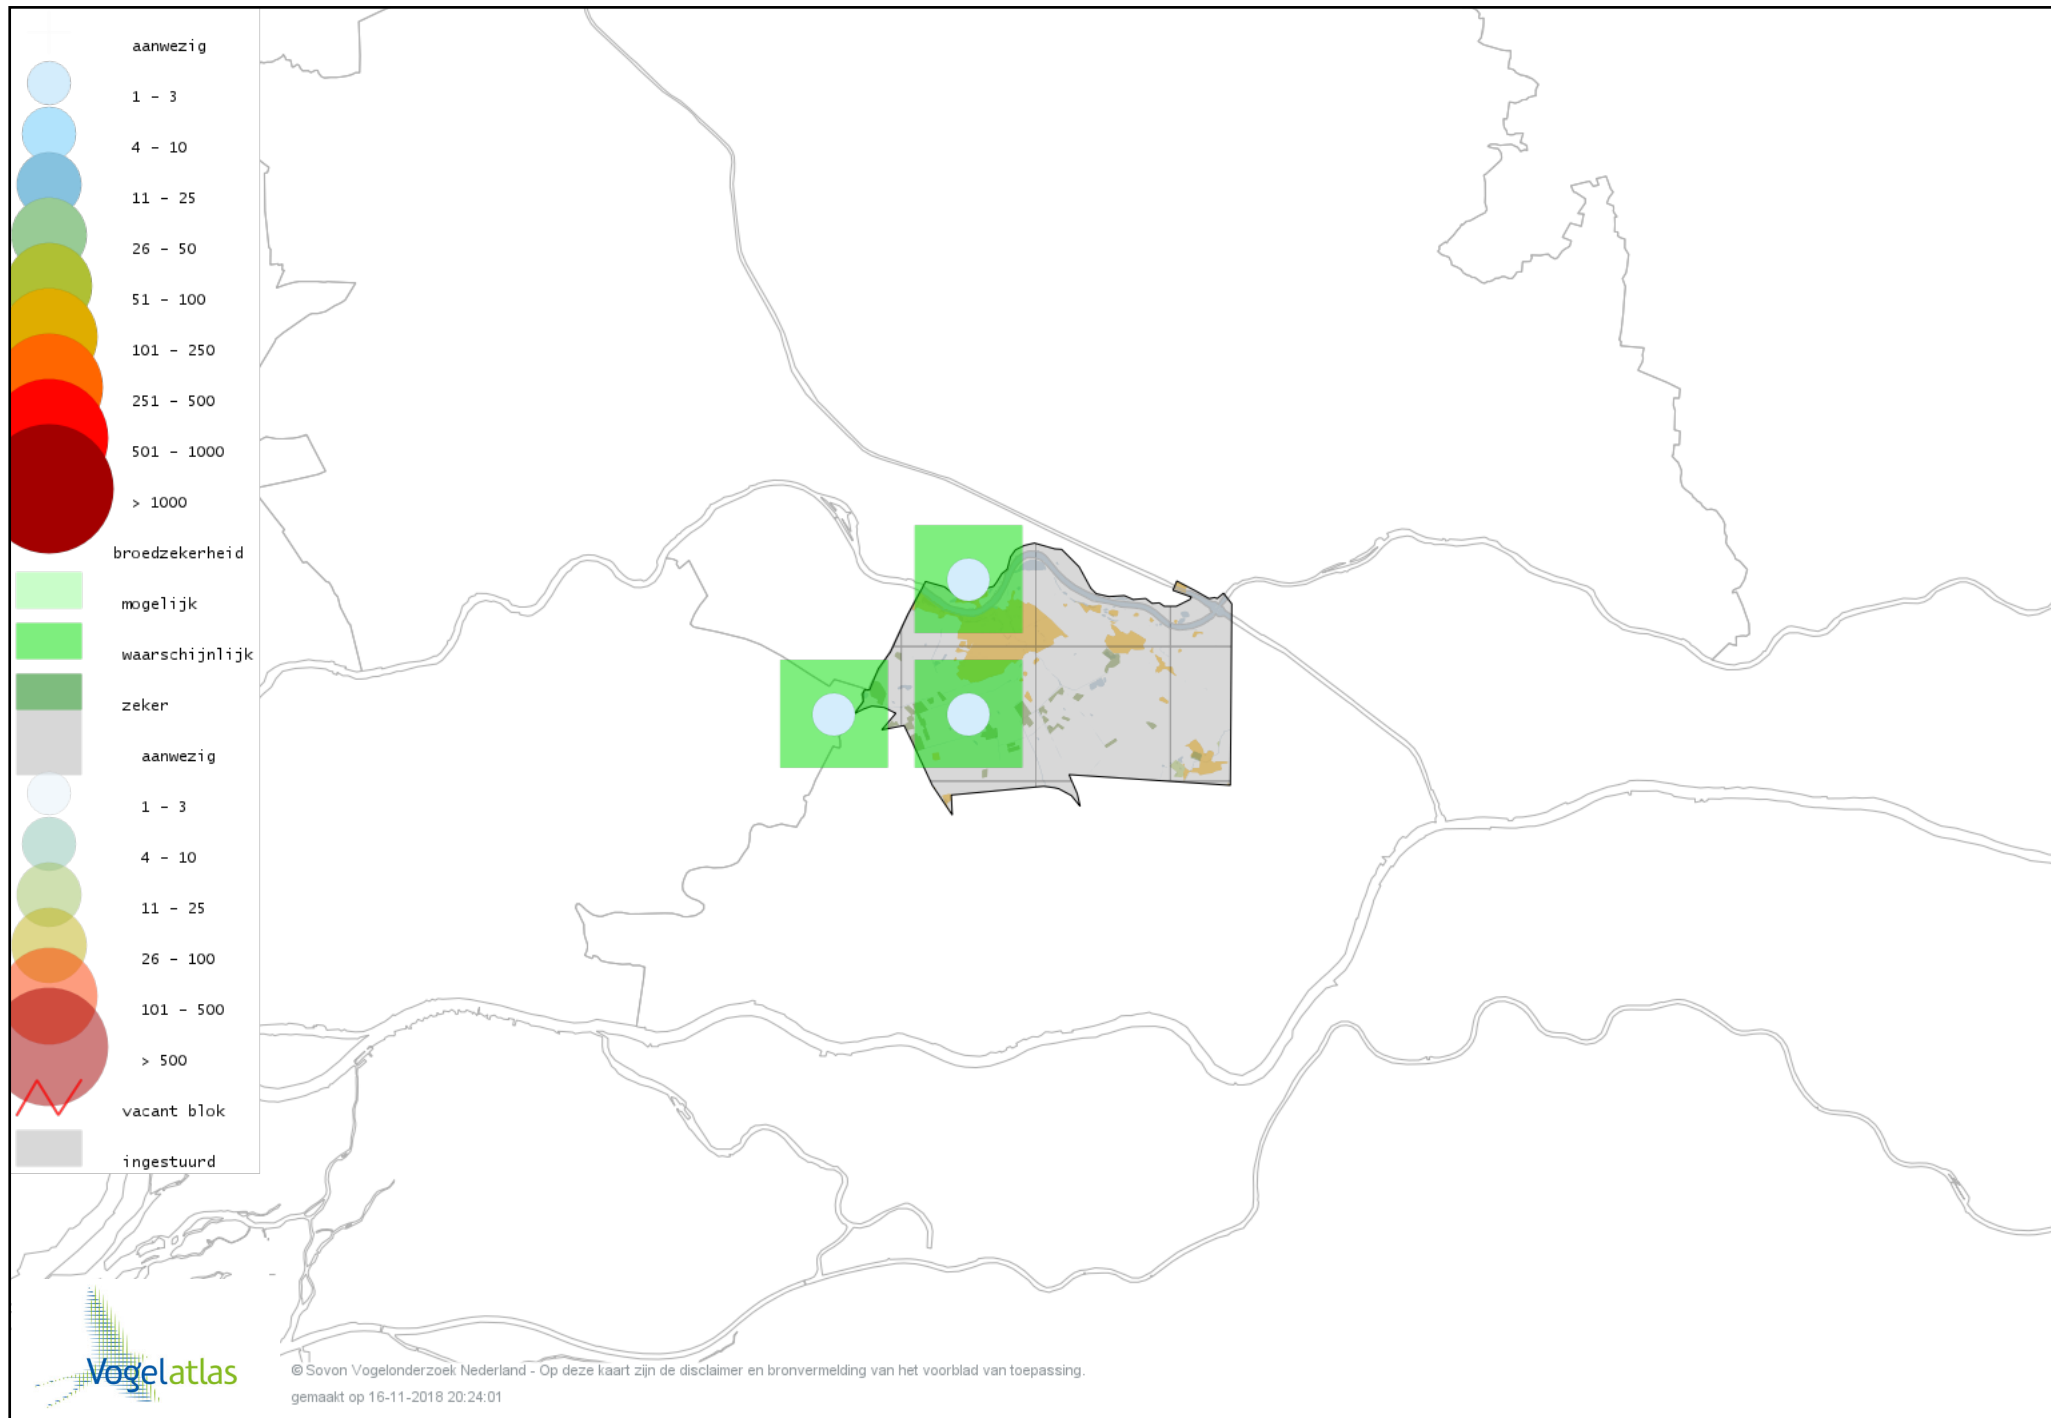 aanwezig
1 - 3
4 - 10
11 - 25
26 - 50
51 - 100
101 - 250
251 - 500
501 - 1000
> 1000
broedzekerheid
mogelijk
waarschijnlijk
zeker
aanwezig
1 - 3
4 - 10
11 - 25
26 - 100
101 - 500
> 500
vacant blok
ingestuurd
Vogelatlas
© Sovon Vogelonderzoek Nederland - Op deze kaart zijn de disclaimer en bronvermelding van het voorblad van toepassing.
gemaakt op 16-11-2018 20:24:01